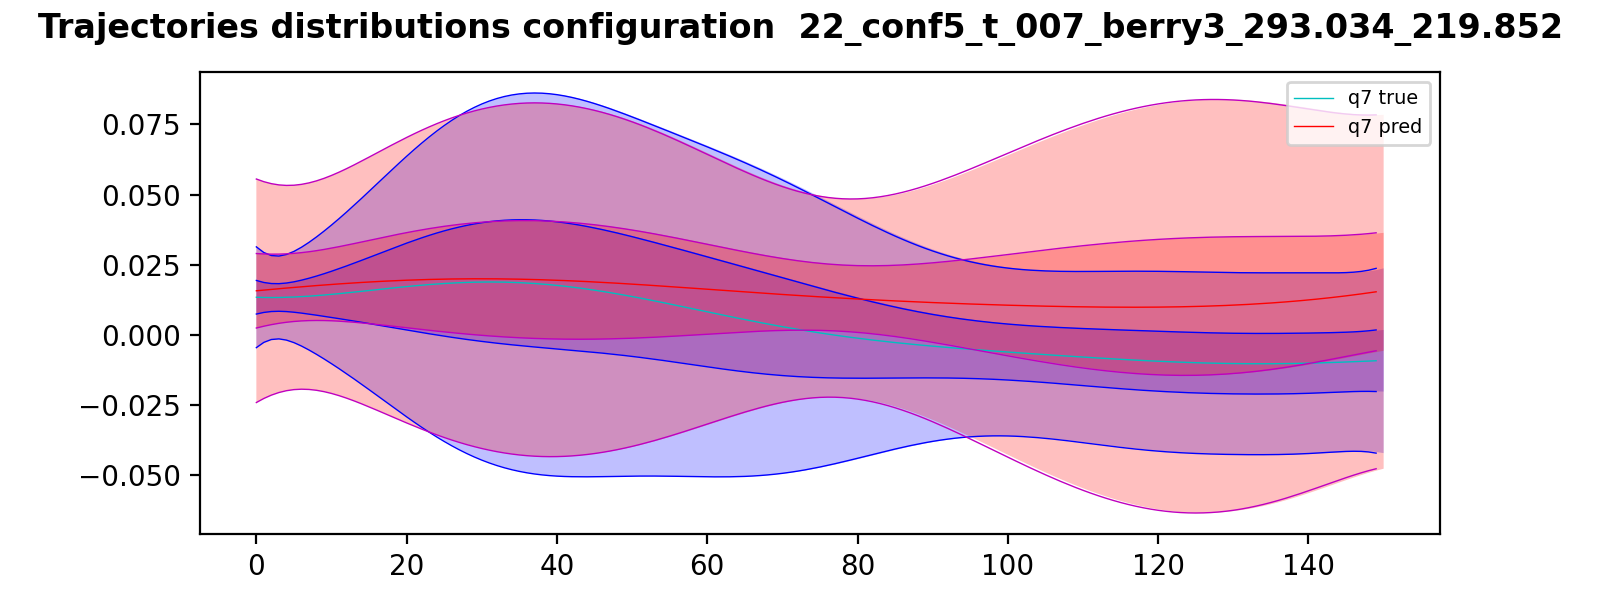 Trajectories distributions configuration  22_conf5_t_007_berry3_293.034_219.852
q7 true
q7 pred
0.075
0.050
0.025
0.000
−0.025
−0.050
0 20 40 60 80 100 120 140